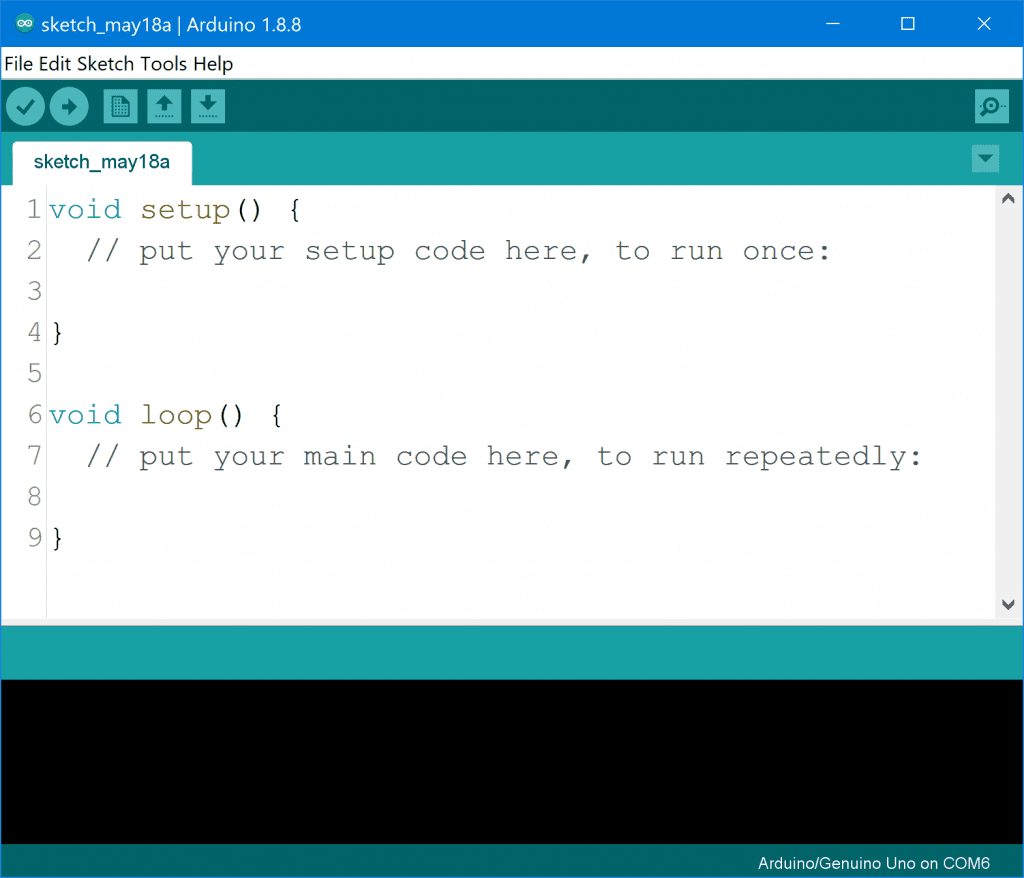 sketch_may18a | Arduino 1.8.8
File Edit Sketch Tools Help
sketch_may18a
1 void setup() {
2   // put your setup code here, to run once:
3
4 }
5
6 void loop() {
7   // put your main code here, to run repeatedly:
8
9 }
Arduino/Genuino Uno on COM6